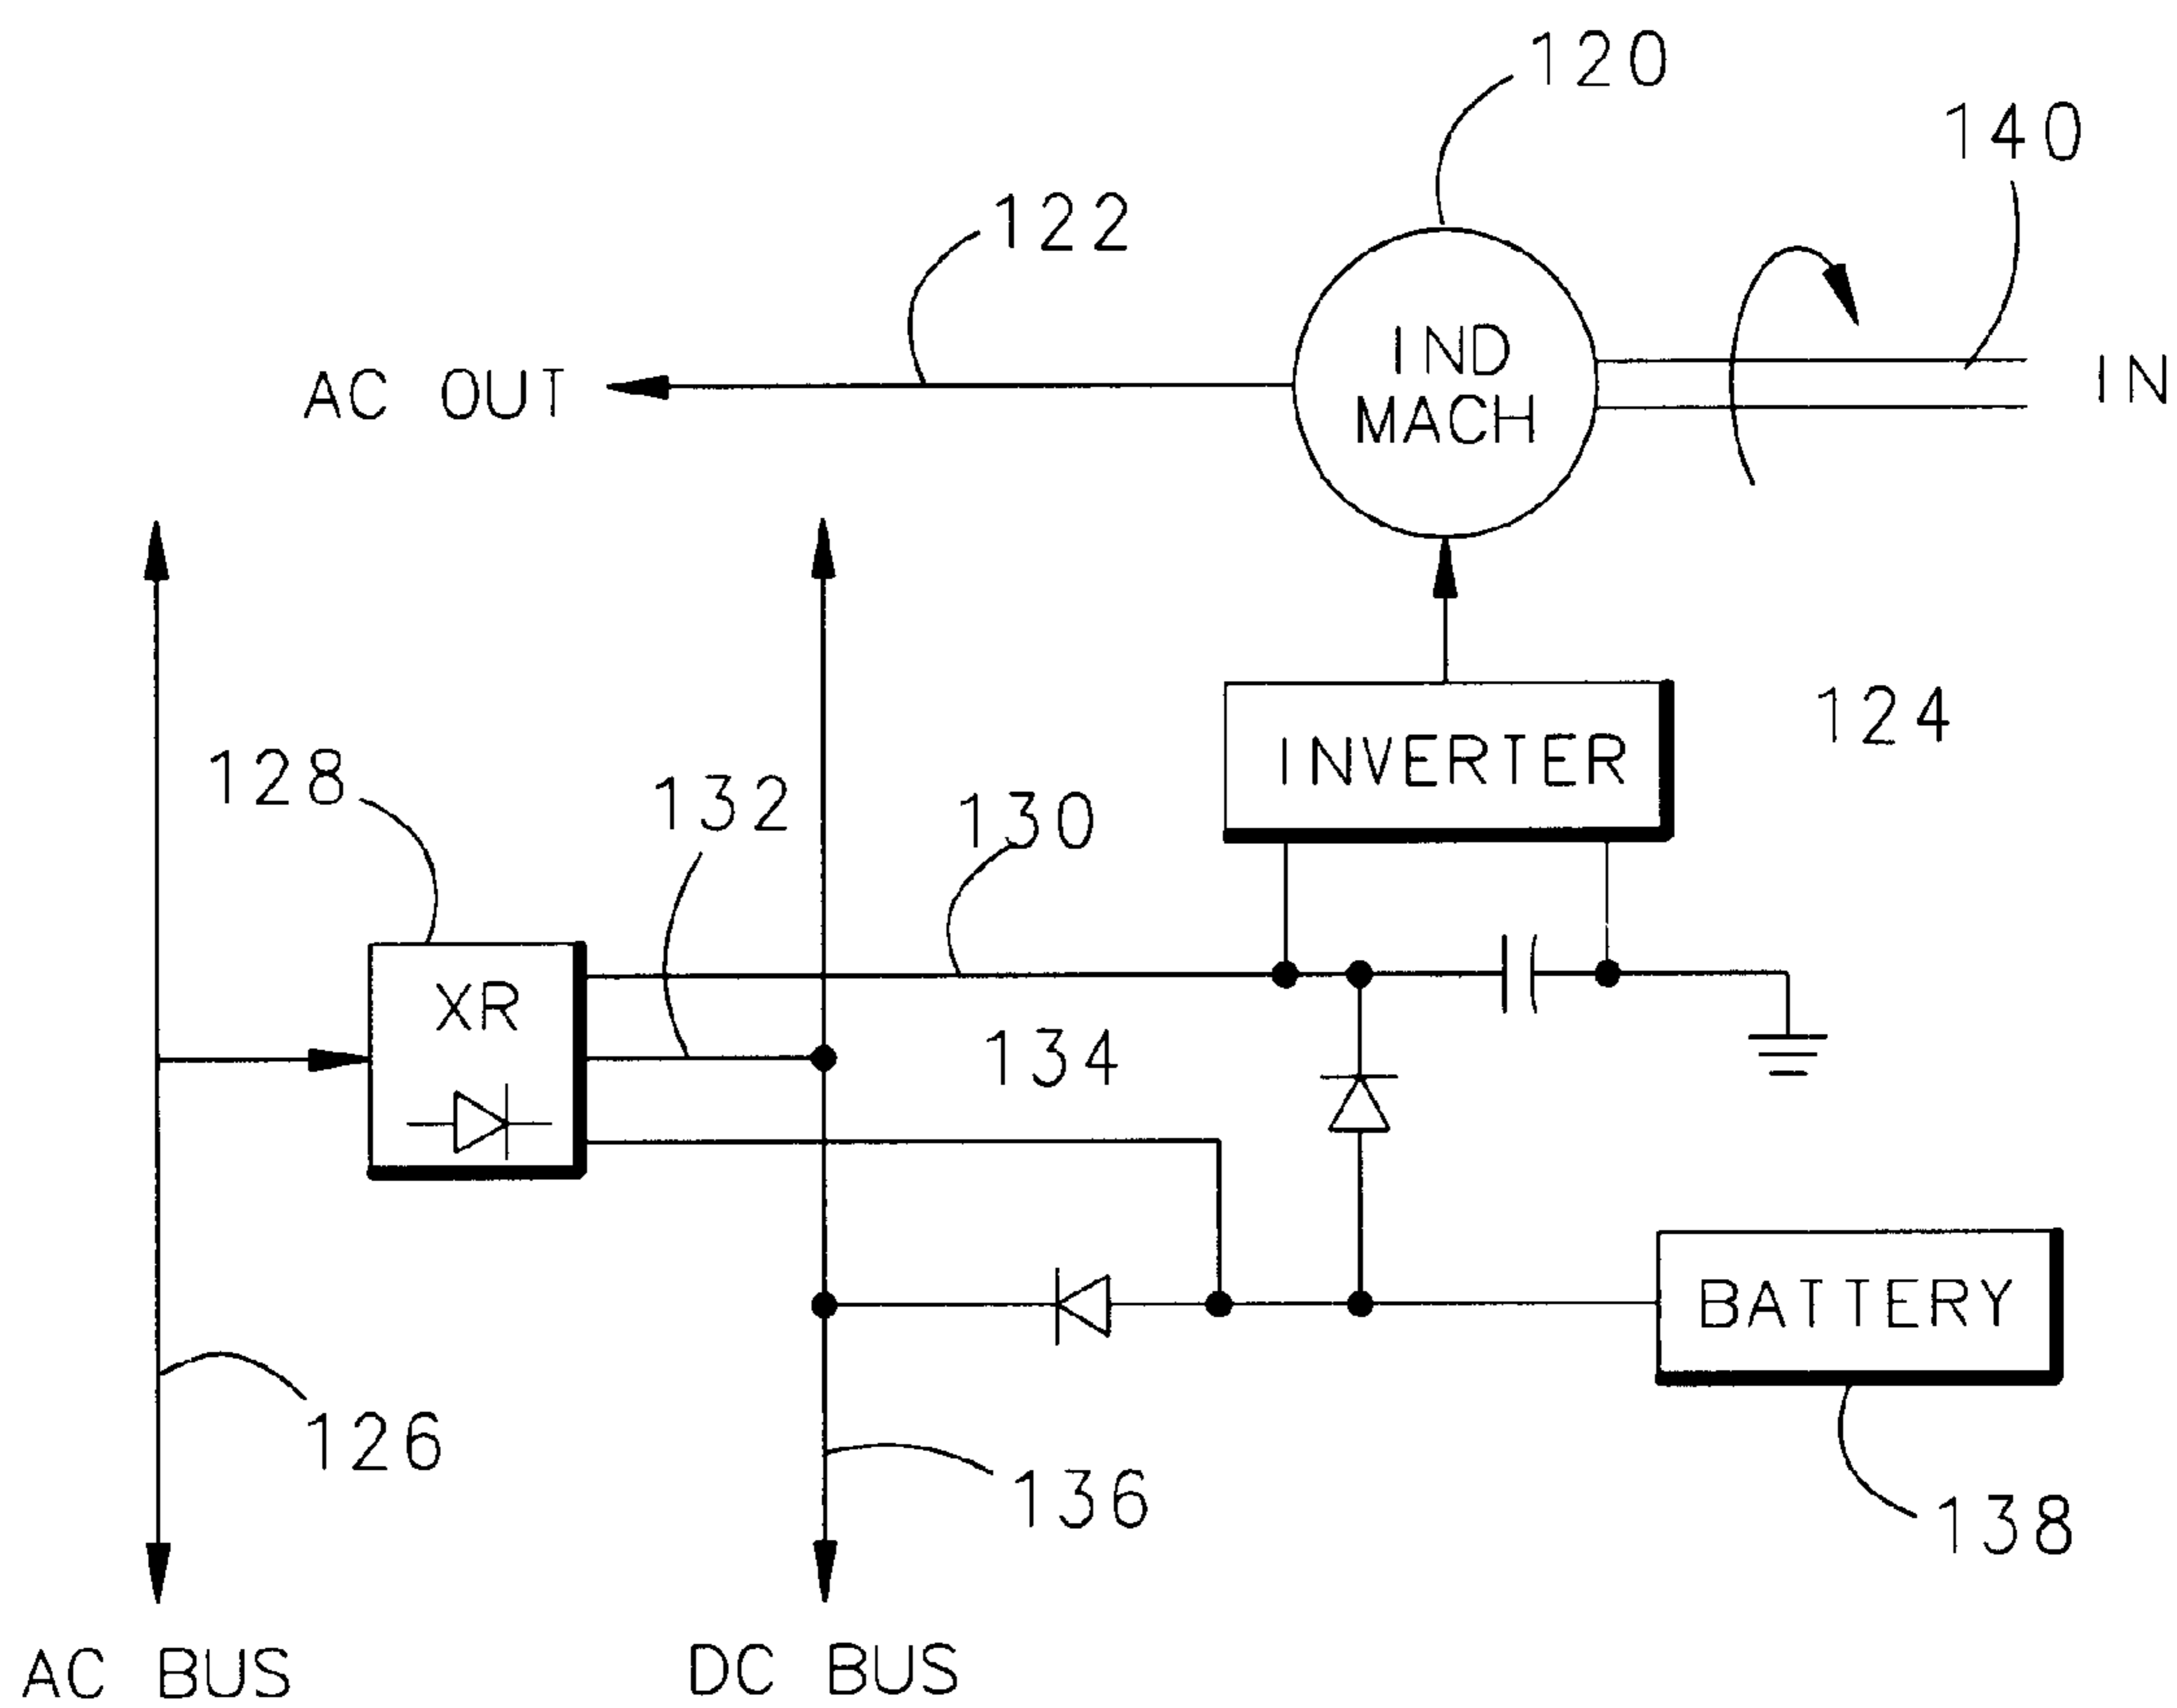 120
140
122
IND
MACH
AC OUT
IN
124
INVERTER
128
132
130
XR
134
BATTERY
126
136
138
AC BUS
DC BUS